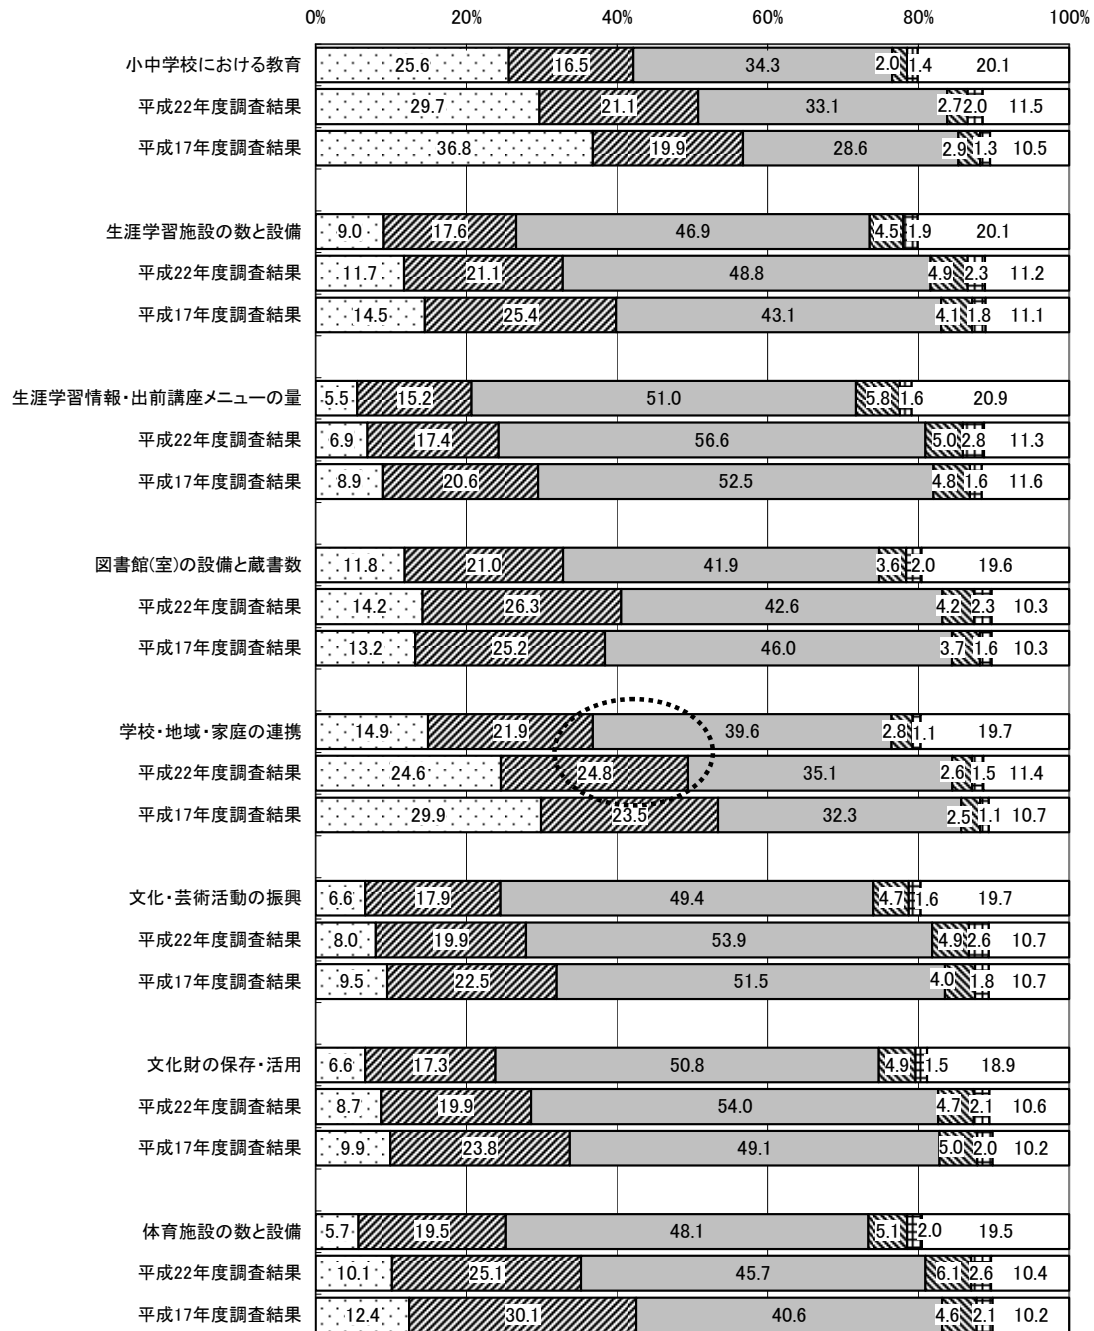 0% 20% 40% 60% 80% 100%
小中学校における教育 25.6 16.5 34.3 2.0 1.4 20.1
平成22年度調査結果 29.7 21.1 33.1 2.7 2.0 11.5
平成17年度調査結果 36.8 19.9 28.6 2.9 1.3 10.5
生涯学習施設の数と設備 9.0 17.6 46.9 4.5 1.9 20.1
平成22年度調査結果 11.7 21.1 48.8 4.9 2.3 11.2
平成17年度調査結果 14.5 25.4 43.1 4.1 1.8 11.1
生涯学習情報・出前講座メニューの量 5.5 15.2 51.0 5.8 1.6 20.9
平成22年度調査結果 6.9 17.4 56.6 5.0 2.8 11.3
平成17年度調査結果 8.9 20.6 52.5 4.8 1.6 11.6
図書館(室)の設備と蔵書数 11.8 21.0 41.9 3.6 2.0 19.6
平成22年度調査結果 14.2 26.3 42.6 4.2 2.3 10.3
平成17年度調査結果 13.2 25.2 46.0 3.7 1.6 10.3
学校・地域・家庭の連携 14.9 21.9 39.6 2.8 1.1 19.7
平成22年度調査結果 24.6 24.8 35.1 2.6 1.5 11.4
平成17年度調査結果 29.9 23.5 32.3 2.5 1.1 10.7
文化・芸術活動の振興 6.6 17.9 49.4 4.7 1.6 19.7
平成22年度調査結果 8.0 19.9 53.9 4.9 2.6 10.7
平成17年度調査結果 9.5 22.5 51.5 4.0 1.8 10.7
文化財の保存・活用 6.6 17.3 50.8 4.9 1.5 18.9
平成22年度調査結果 8.7 19.9 54.0 4.7 2.1 10.6
平成17年度調査結果 9.9 23.8 49.1 5.0 2.0 10.2
体育施設の数と設備 5.7 19.5 48.1 5.1 2.0 19.5
平成22年度調査結果 10.1 25.1 45.7 6.1 2.6 10.4
平成17年度調査結果 12.4 30.1 40.6 4.6 2.1 10.2